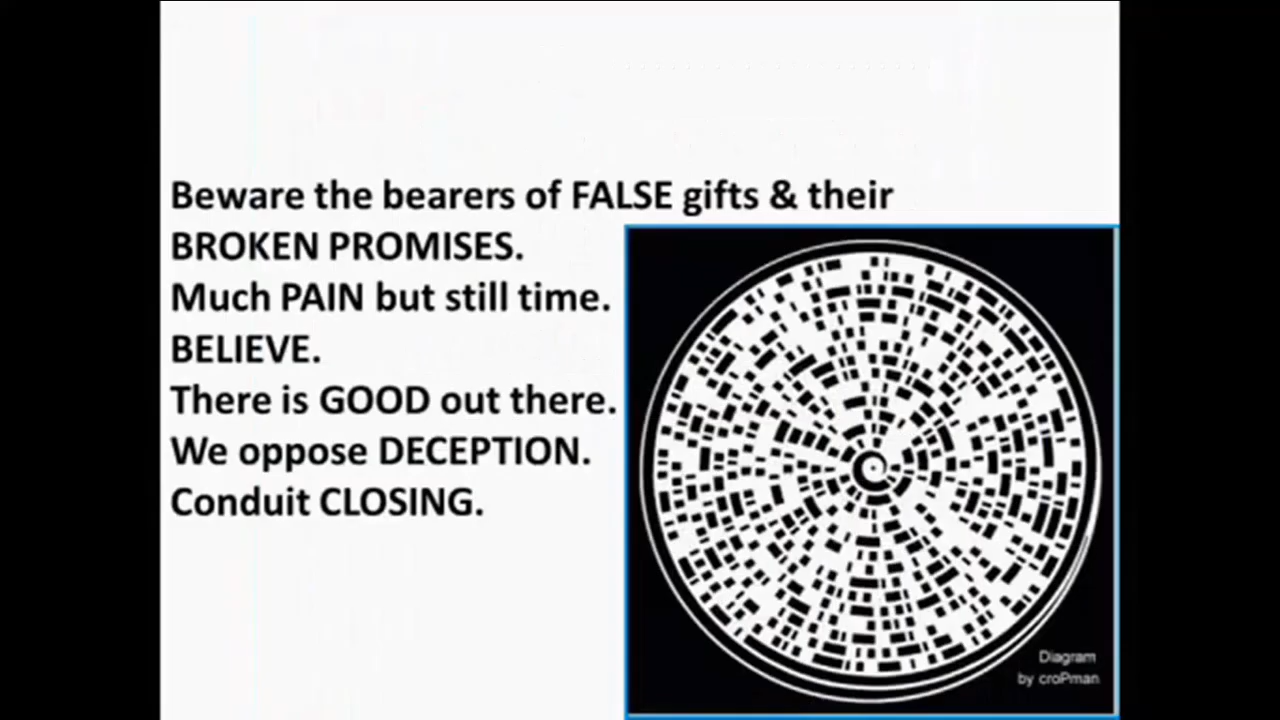 Beware the bearers of FALSE gifts & their
BROKEN PROMISES.
Much PAIN but still time.
BELIEVE.
There is GOOD out there.
We oppose DECEPTION.
Conduit CLOSING.
Diagram
by croPman